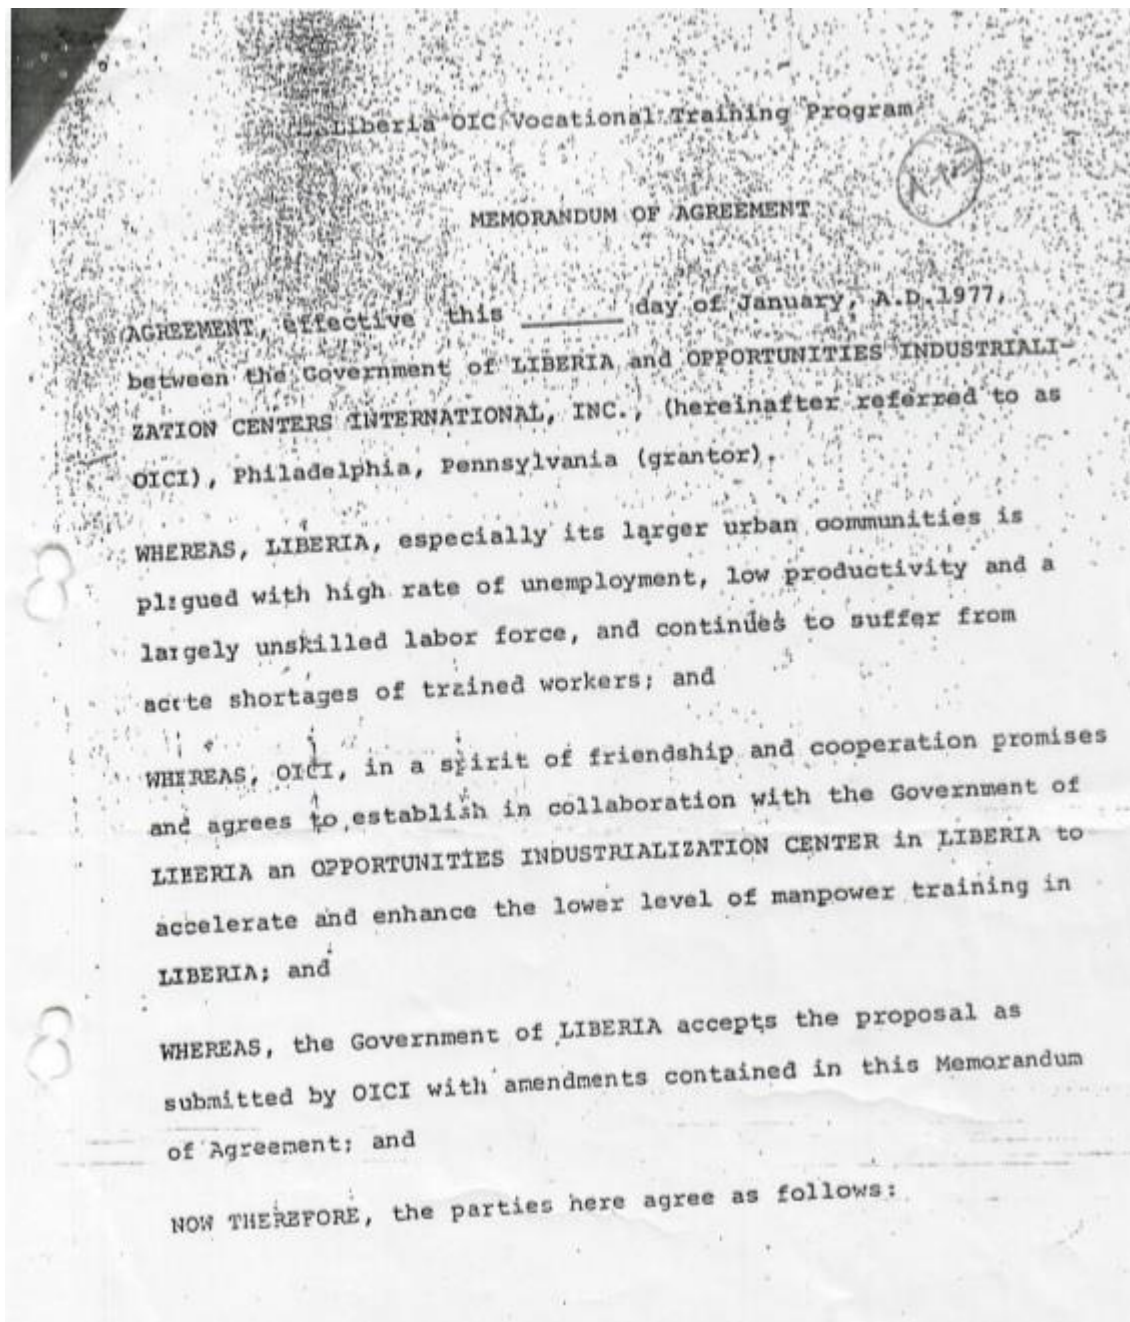 Liberia OIC Vocational Training Program
MEMORANDUM OF AGREEMENT
AGREEMENT, effective this ______ day of January, A.D.1977,
between the Government of LIBERIA and OPPORTUNITIES INDUSTRIALI-
ZATION CENTERS INTERNATIONAL, INC., (hereinafter referred to as
OICI), Philadelphia, Pennsylvania (grantor).
WHEREAS, LIBERIA, especially its larger urban communities is
plagued with high rate of unemployment, low productivity and a
largely unskilled labor force, and continues to suffer from
acute shortages of trained workers; and
WHEREAS, OICI, in a spirit of friendship and cooperation promises
and agrees to establish in collaboration with the Government of
LIBERIA an OPPORTUNITIES INDUSTRIALIZATION CENTER in LIBERIA to
accelerate and enhance the lower level of manpower training in
LIBERIA; and
WHEREAS, the Government of LIBERIA accepts the proposal as
submitted by OICI with amendments contained in this Memorandum
of Agreement; and
NOW THEREFORE, the parties here agree as follows: